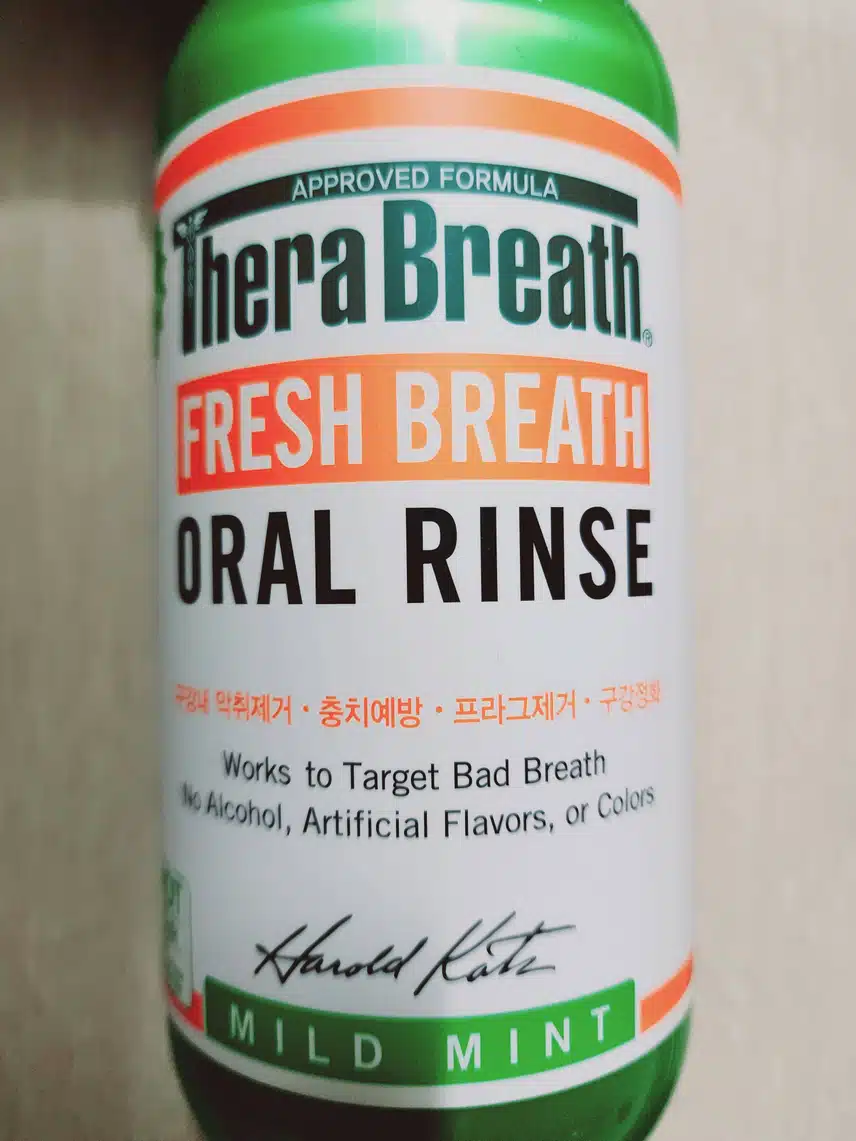 APPROVED FORMULA
TheraBreath®
FRESH BREATH
ORAL RINSE
구강내 악취제거 · 충치예방 · 프라그제거 · 구강정화
Works to Target Bad Breath
No Alcohol, Artificial Flavors, or Colors
Harold Katz
MILD MINT